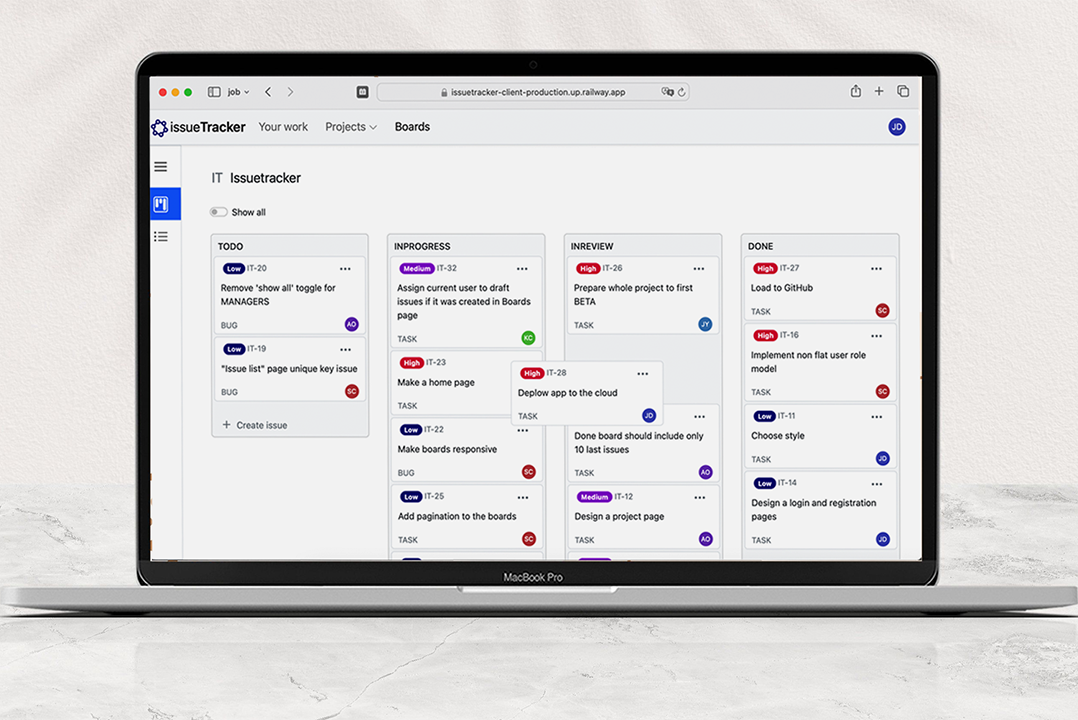 job
issuetracker-client-production.up.railway.app
issueTracker Your work Projects Boards JD
IT Issuetracker
Show all
TODO
Low IT-20
Remove 'show all' toggle for
MANAGERS
BUG AO
Low IT-19
"Issue list" page unique key issue
BUG SC
+ Create issue
INPROGRESS
Medium IT-32
Assign current user to draft
issues if it was created in Boards
page
TASK KC
High IT-23
Make a home page
TASK
Low IT-22
Make boards responsive
BUG SC
Low IT-25
Add pagination to the boards
TASK SC
INREVIEW
High IT-26
Prepare whole project to first
BETA
TASK JY
High IT-28
Deplow app to the cloud
TASK JD
Done board should include only
10 last issues
TASK AO
Medium IT-12
Design a project page
TASK AO
DONE
High IT-27
Load to GitHub
TASK SC
High IT-16
Implement non flat user role
model
TASK SC
Low IT-11
Choose style
TASK JD
Low IT-14
Design a login and registration
pages
TASK JD
MacBook Pro